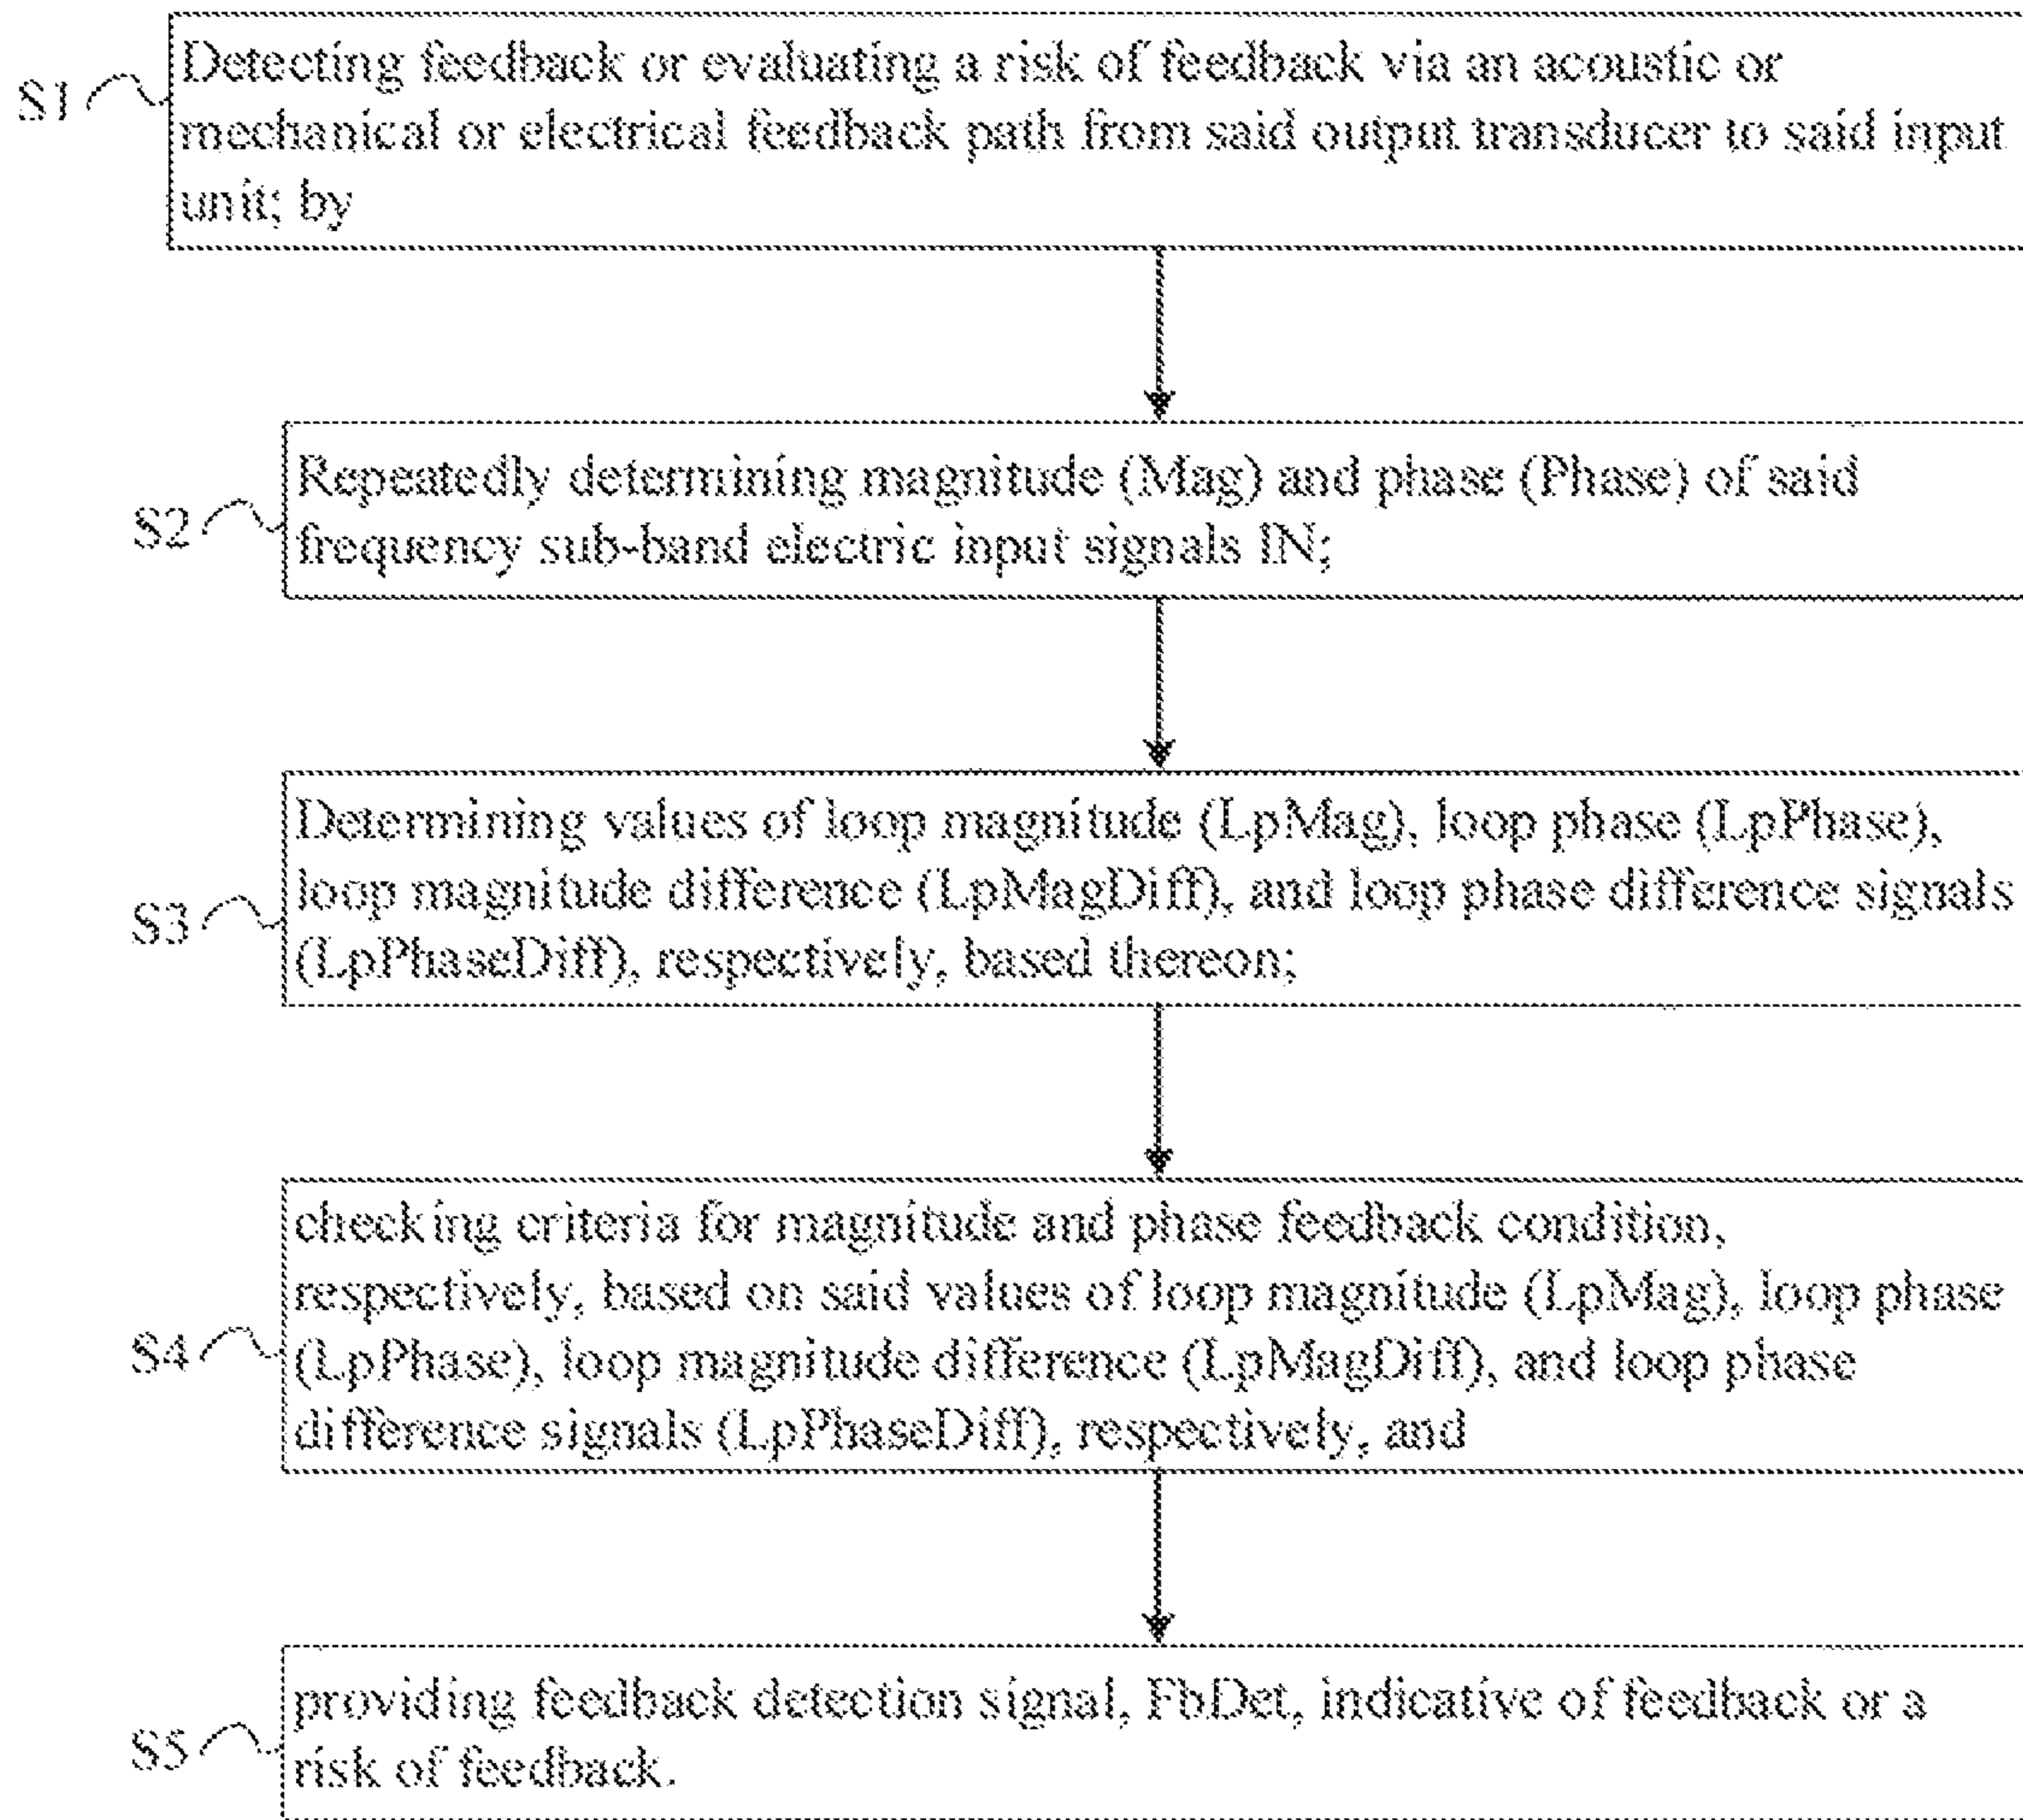 S1
Detecting feedback or evaluating a risk of feedback via an acoustic or
mechanical or electrical feedback path from said output transducer to said input
unit; by
S2
Repeatedly determining magnitude (Mag) and phase (Phase) of said
frequency sub-band electric input signals IN;
S3
Determining values of loop magnitude (LpMag), loop phase (LpPhase),
loop magnitude difference (LpMagDiff), and loop phase difference signals
(LpPhaseDiff), respectively, based thereon;
S4
checking criteria for magnitude and phase feedback condition,
respectively, based on said values of loop magnitude (LpMag), loop phase
(LpPhase), loop magnitude difference (LpMagDiff), and loop phase
difference signals (LpPhaseDiff), respectively, and
S5
providing feedback detection signal, FbDet, indicative of feedback or a
risk of feedback.